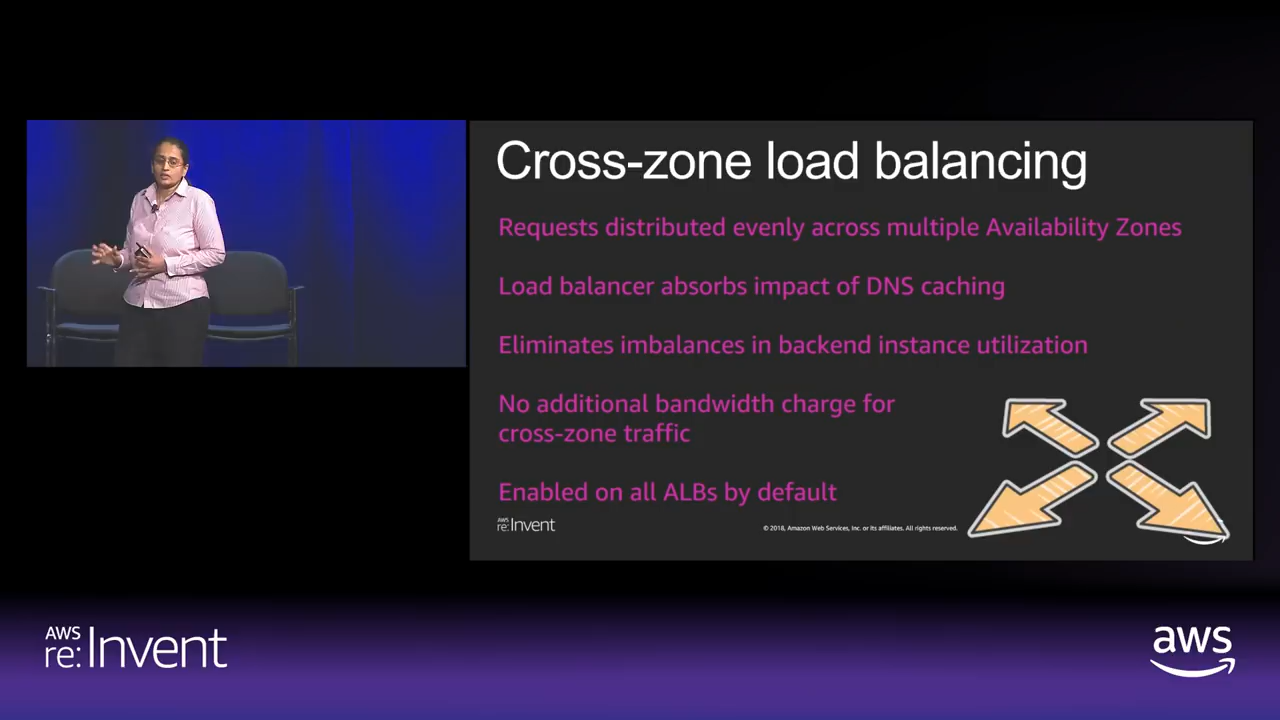 Cross-zone load balancing
Requests distributed evenly across multiple Availability Zones
Load balancer absorbs impact of DNS caching
Eliminates imbalances in backend instance utilization
No additional bandwidth charge for
cross-zone traffic
Enabled on all ALBs by default
AWS
re:Invent
© 2018, Amazon Web Services, Inc. or its affiliates. All rights reserved.
AWS
re:Invent
aws